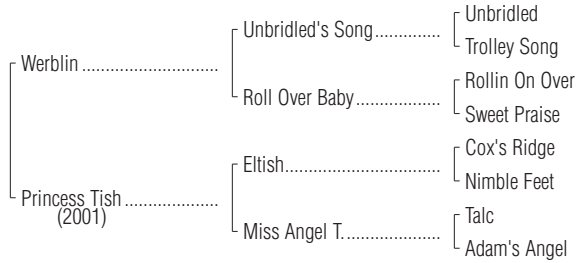 Unbridled
Unbridled's Song
Trolley Song
Werblin
Rollin On Over
Roll Over Baby
Sweet Praise
Cox's Ridge
Eltish
Nimble Feet
Princess Tish
(2001)
Talc
Miss Angel T.
Adam's Angel